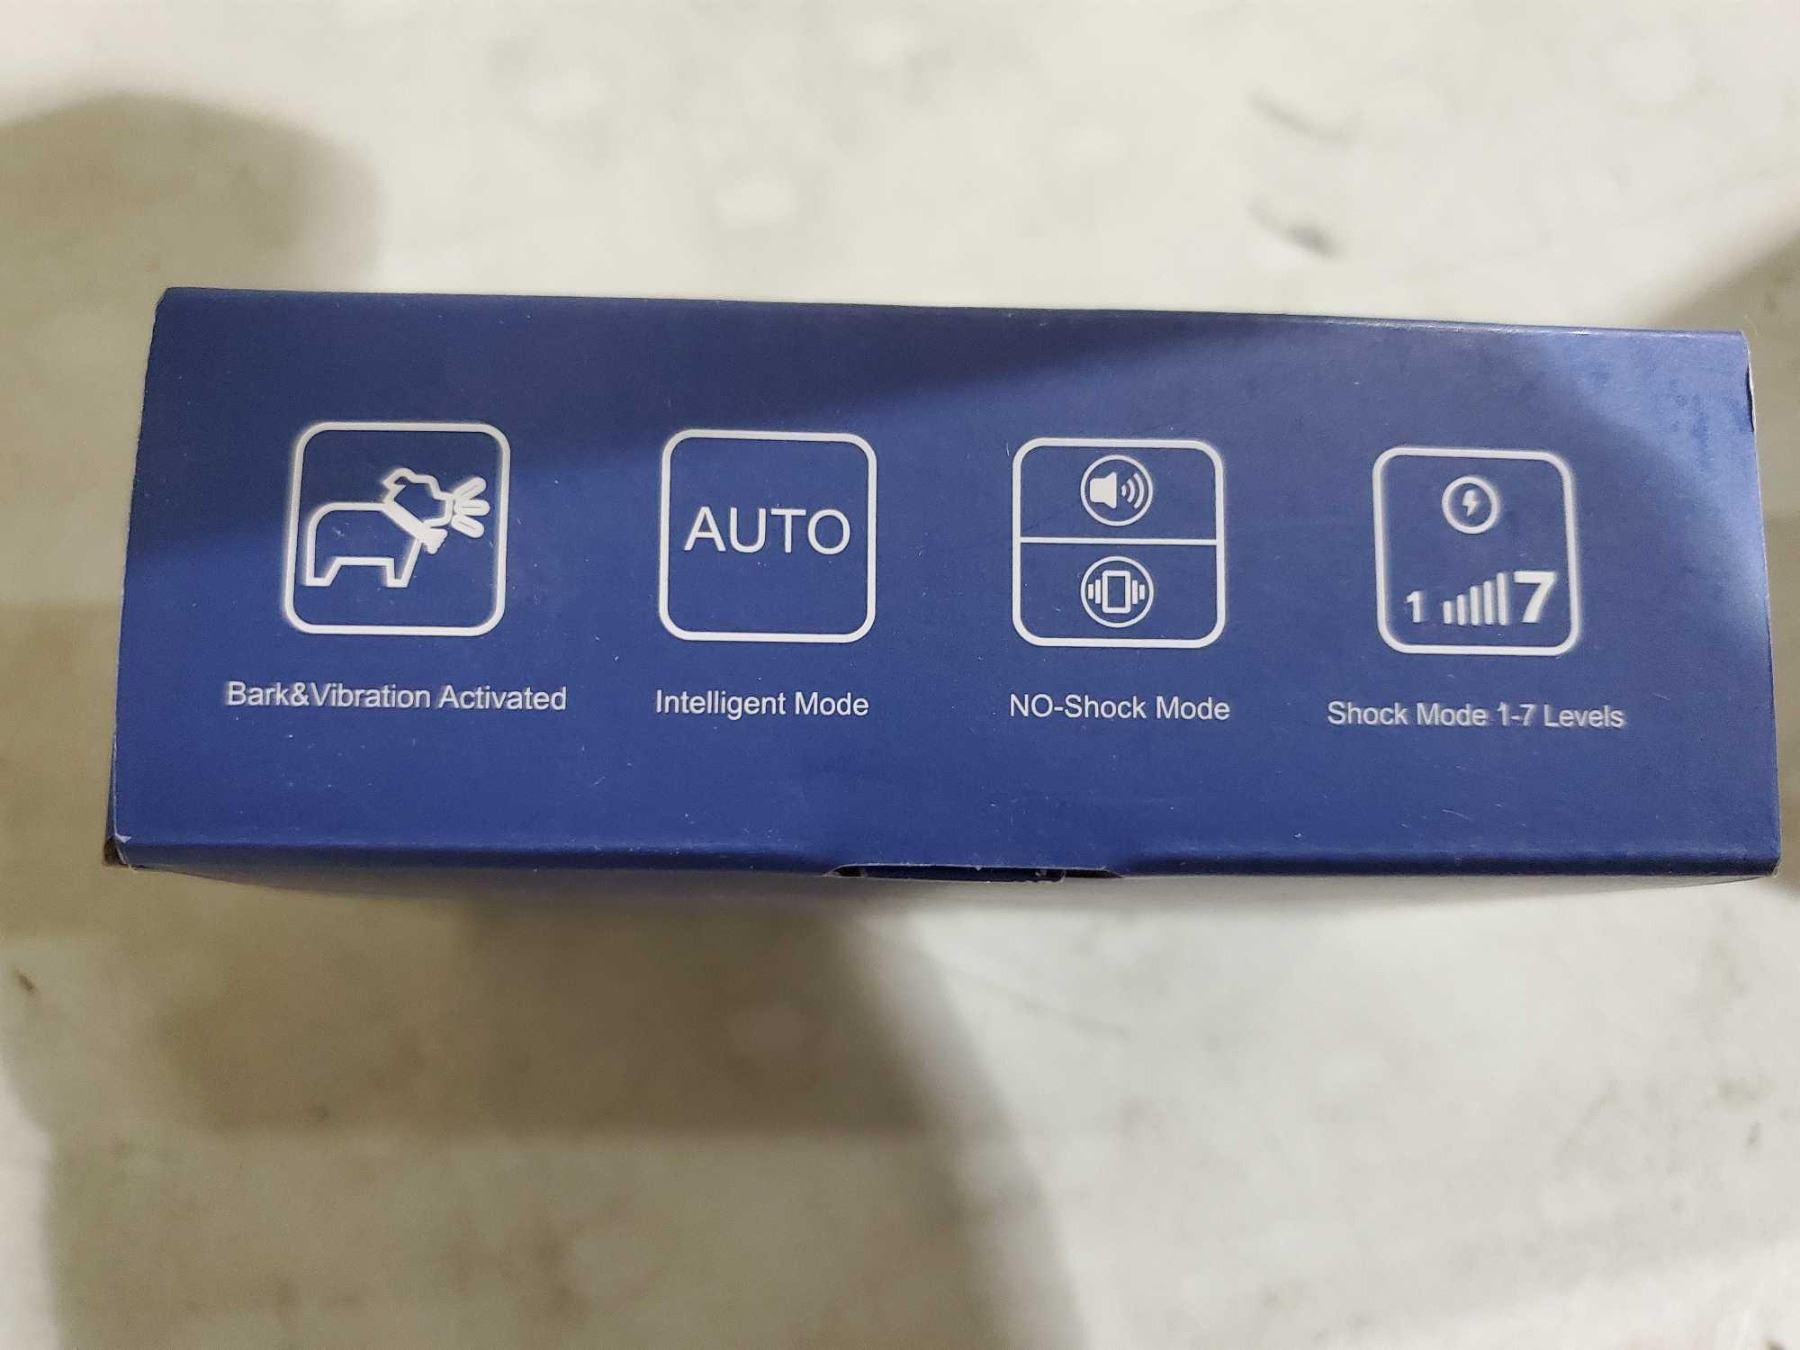 AUTO
1 7
Bark&Vibration Activated
Intelligent Mode
NO-Shock Mode
Shock Mode 1-7 Levels